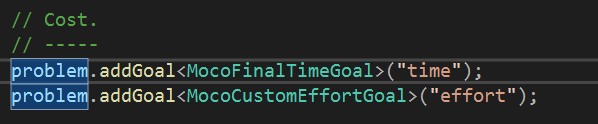 // Cost.
// -----
problem.addGoal<MocoFinalTimeGoal>("time");
problem.addGoal<MocoCustomEffortGoal>("effort");